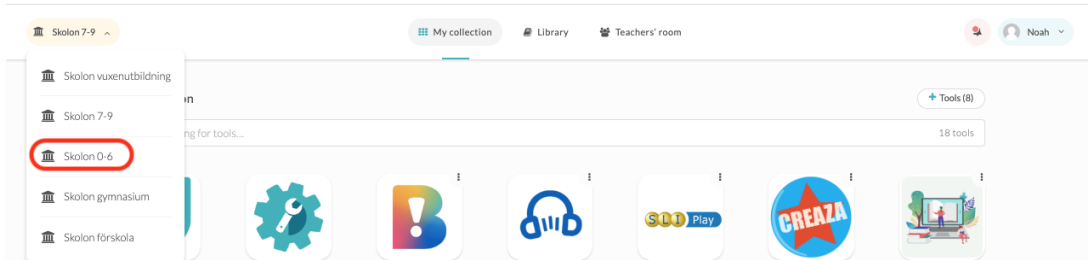 Skolon 7-9
My collection
Library
Teachers' room
Noah
Skolon vuxenutbildning
Skolon 7-9
Skolon 0-6
Skolon gymnasium
Skolon förskola
on
+ Tools (8)
ng for tools...
18 tools
SLI Play
CREAZA